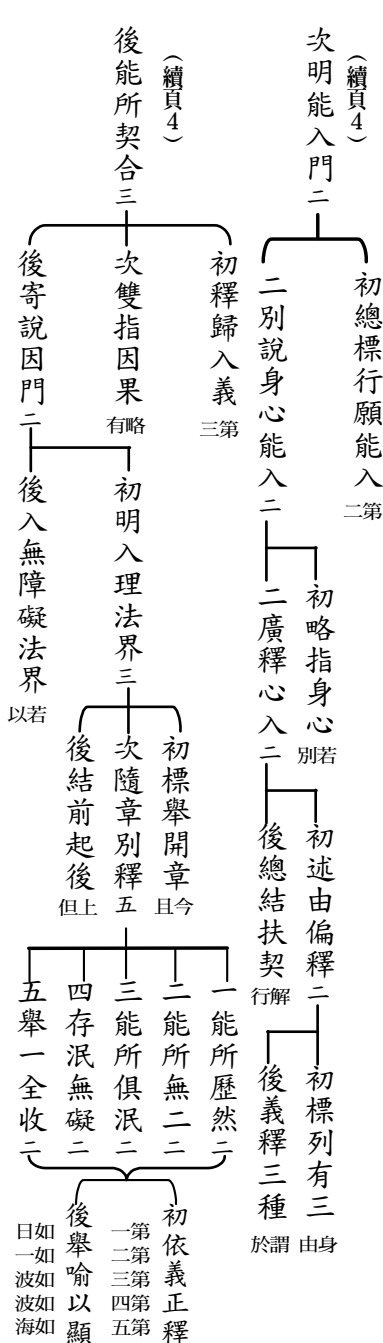 (續頁4)
次明能入門二
初總標行願能入
第二
二別說身心能入二
初略指身心
若別
二廣釋心入二
初述由偏釋二
初標列有三
身由
後義釋三種
謂於
後總結扶契
解行
(續頁4)
後能所契合三
初釋歸入義
第三
次雙指因果
略有
後寄說因門二
初明入理法界三
初標舉開章
今且
次隨章別釋五
一能所歷然二
二能所無二二
三能所俱泯二
四存泯無礙二
五舉一全收二
初依義正釋
第一
第二
第三
第四
第五
後舉喻以顯
如日
如一
如波
如波
如海
後結前起後
上但
後入無障礙法界
若以